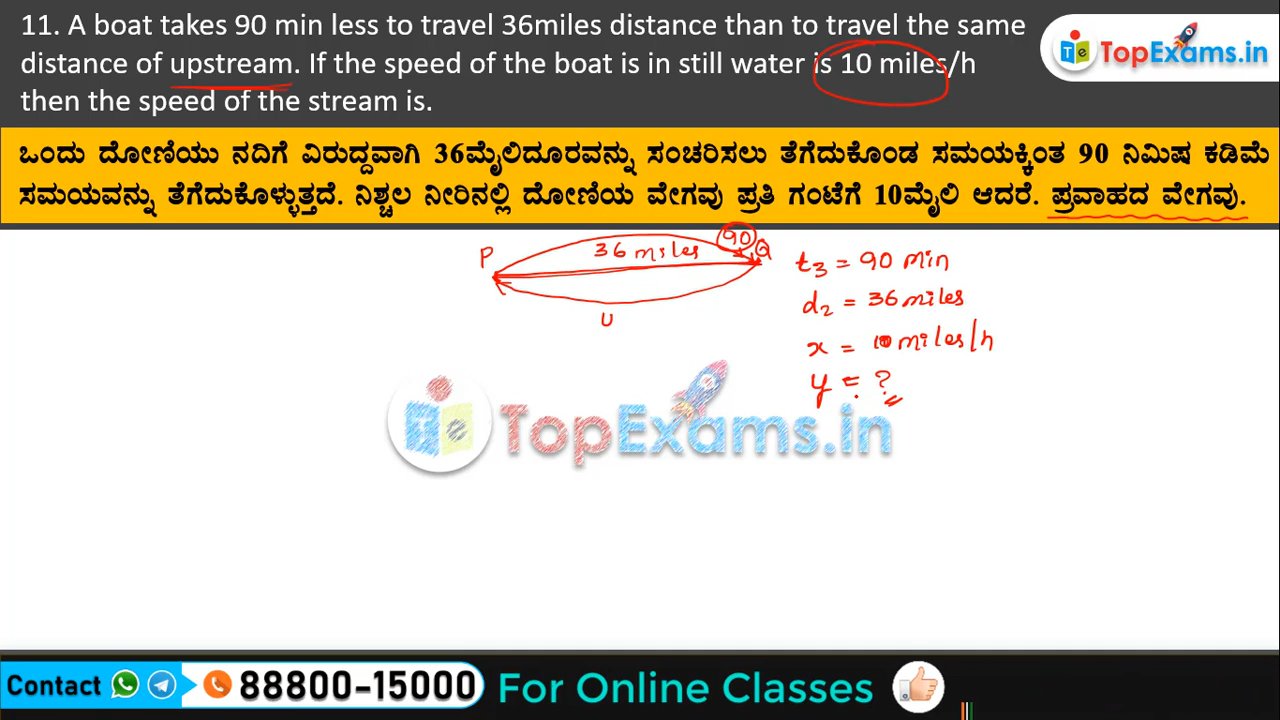 11. A boat takes 90 min less to travel 36miles distance than to travel the same
distance of upstream. If the speed of the boat is in still water is 10 miles/h
then the speed of the stream is.
Te TopExams.in
ಒಂದು ದೋಣಿಯು ನದಿಗೆ ವಿರುದ್ದವಾಗಿ 36ಮೈಲಿದೂರವನ್ನು ಸಂಚರಿಸಲು ತೆಗೆದುಕೊಂಡ ಸಮಯಕ್ಕಿಂತ 90 ನಿಮಿಷ ಕಡಿಮೆ
ಸಮಯವನ್ನು ತೆಗೆದುಕೊಳ್ಳುತ್ತದೆ. ನಿಶ್ಚಲ ನೀರಿನಲ್ಲಿ ದೋಣಿಯ ವೇಗವು ಪ್ರತಿ ಗಂಟೆಗೆ 10ಮೈಲಿ ಆದರೆ. ಪ್ರವಾಹದ ವೇಗವು.
P 36 miles 90 Q
U
t3 = 90 min
d2 = 36 miles
x = 10 miles/h
y = ?
Te TopExams.in
Contact 88800-15000 For Online Classes